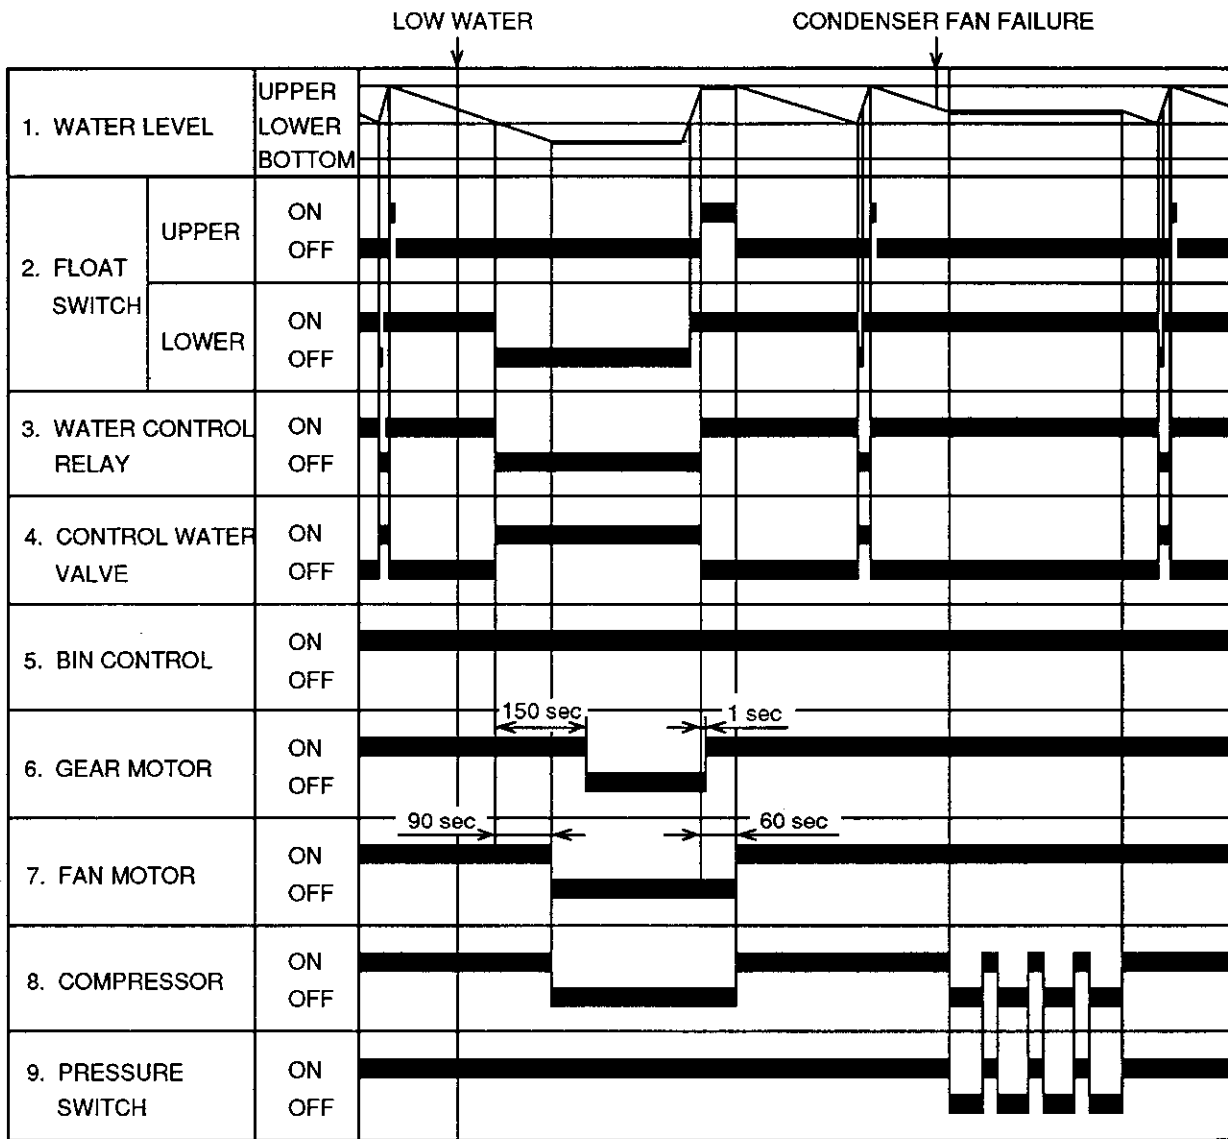 LOW WATER
CONDENSER FAN FAILURE
1. WATER LEVEL
UPPER
LOWER
BOTTOM
2. FLOAT
SWITCH
UPPER
ON
OFF
LOWER
ON
OFF
3. WATER CONTROL
RELAY
ON
OFF
4. CONTROL WATER
VALVE
ON
OFF
5. BIN CONTROL
ON
OFF
150 sec
1 sec
6. GEAR MOTOR
ON
OFF
90 sec
60 sec
7. FAN MOTOR
ON
OFF
8. COMPRESSOR
ON
OFF
9. PRESSURE
SWITCH
ON
OFF